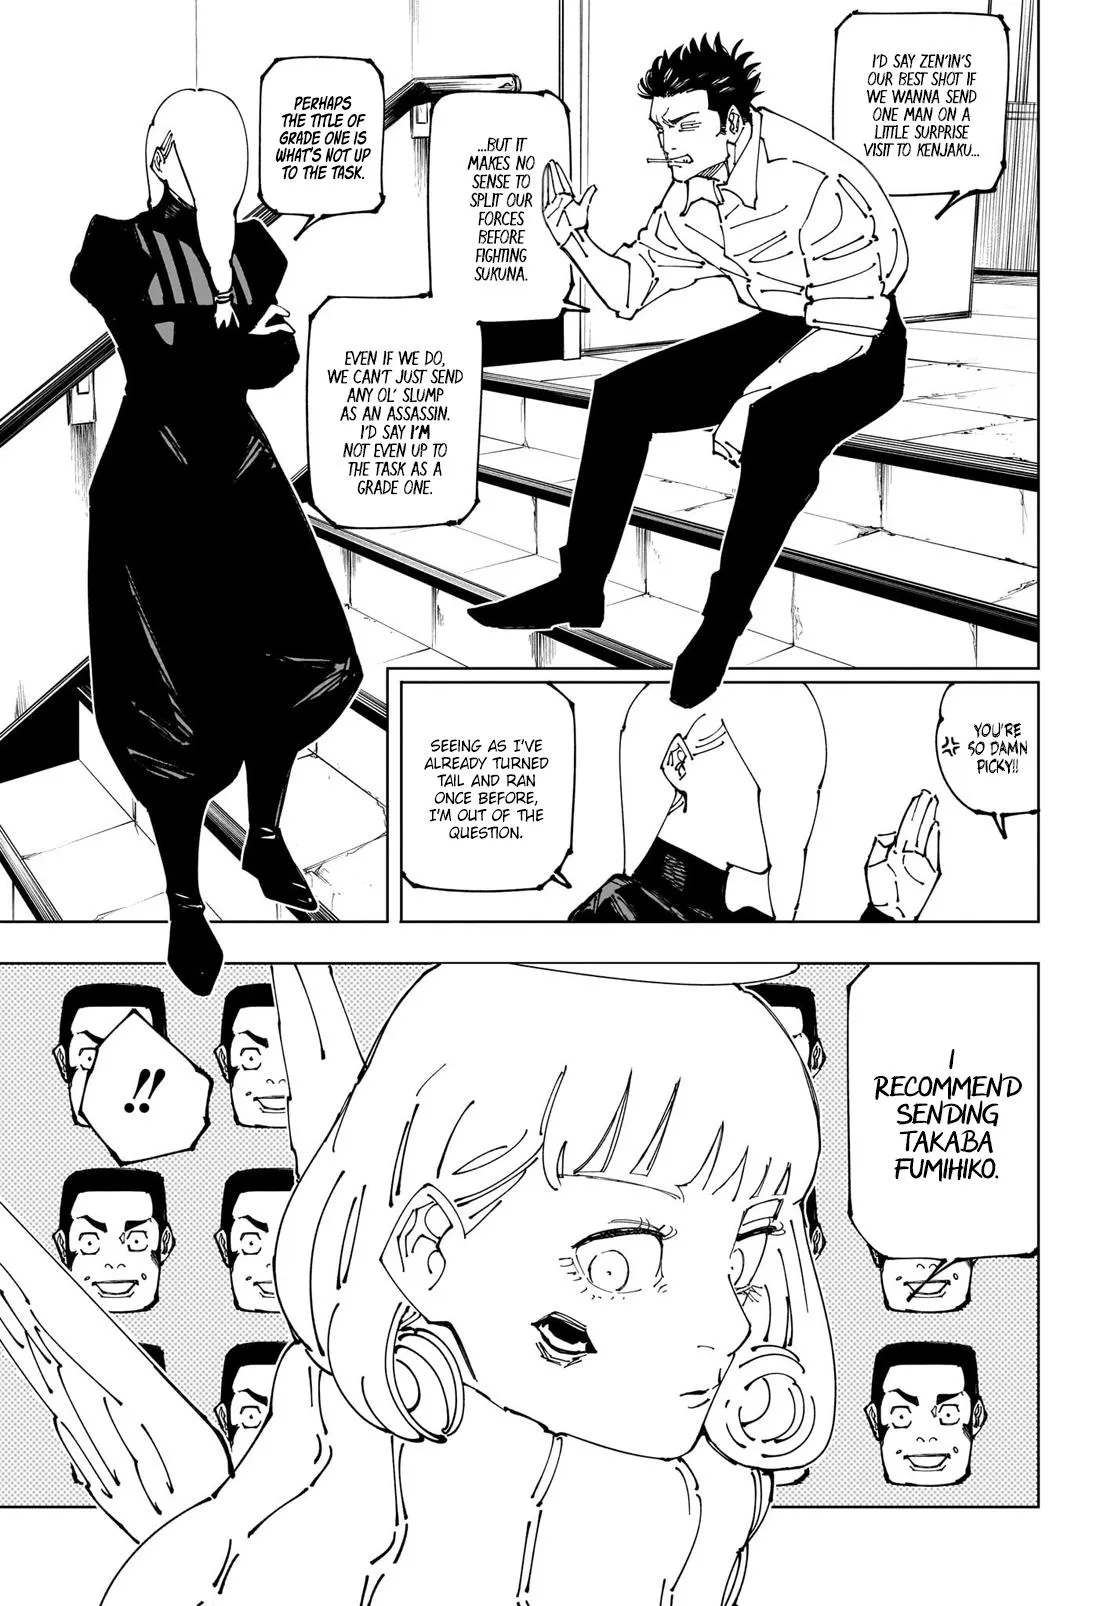 I'D SAY ZEN'IN'S
OUR BEST SHOT IF
WE WANNA SEND
ONE MAN ON A
LITTLE SURPRISE
VISIT TO KENJAKU...
...BUT IT
MAKES NO
SENSE TO
SPLIT OUR
FORCES
BEFORE
FIGHTING
SUKUNA.
EVEN IF WE DO,
WE CAN'T JUST SEND
ANY OL' SLUMP
AS AN ASSASSIN.
I'D SAY I'M
NOT EVEN UP TO
THE TASK AS A
GRADE ONE.
PERHAPS
THE TITLE OF
GRADE ONE IS
WHAT'S NOT UP
TO THE TASK.
YOU'RE
SO DAMN
PICKY!!
SEEING AS I'VE
ALREADY TURNED
TAIL AND RAN
ONCE BEFORE,
I'M OUT OF THE
QUESTION.
I
RECOMMEND
SENDING
TAKABA
FUMIHIKO.
!!